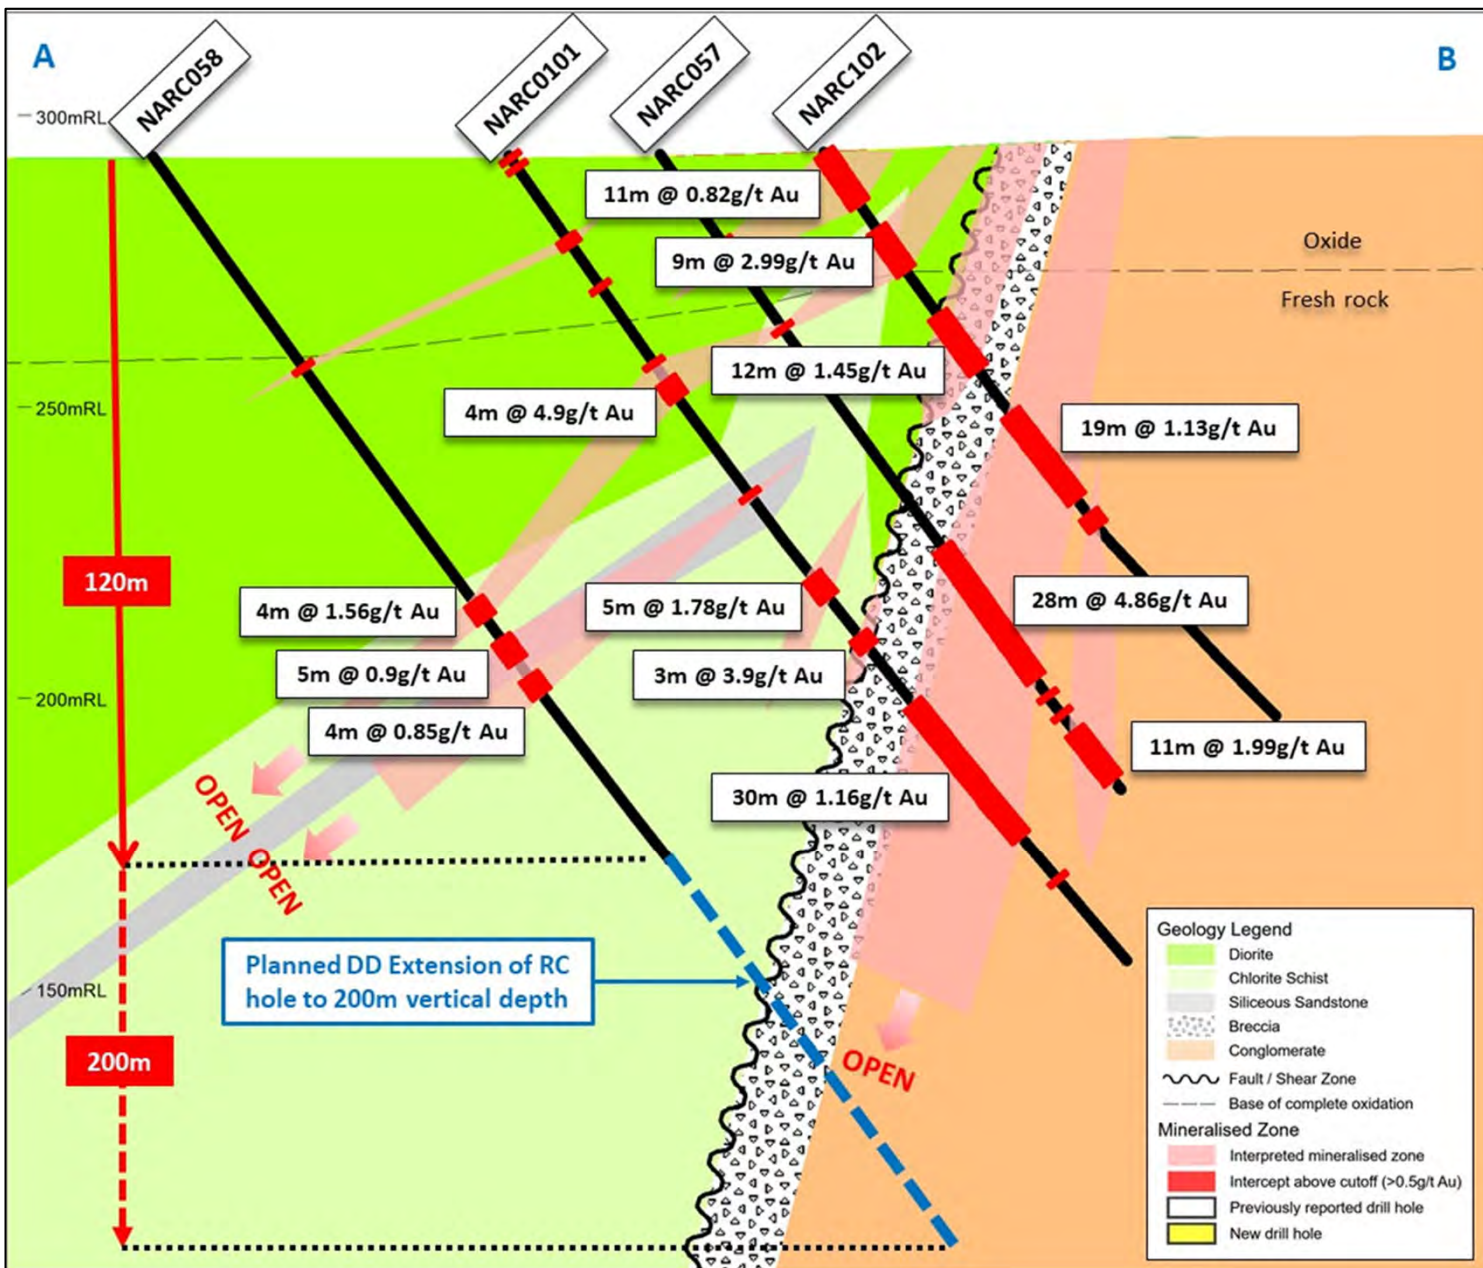 A
B
NARC058
NARC0101
NARC057
NARC102
300mRL
11m @ 0.82g/t Au
9m @ 2.99g/t Au
Oxide
Fresh rock
12m @ 1.45g/t Au
250mRL
4m @ 4.9g/t Au
19m @ 1.13g/t Au
120m
4m @ 1.56g/t Au
5m @ 1.78g/t Au
28m @ 4.86g/t Au
5m @ 0.9g/t Au
3m @ 3.9g/t Au
200mRL
4m @ 0.85g/t Au
11m @ 1.99g/t Au
OPEN
30m @ 1.16g/t Au
OPEN
Planned DD Extension of RC
hole to 200m vertical depth
150mRL
200m
OPEN
Geology Legend
Diorite
Chlorite Schist
Siliceous Sandstone
Breccia
Conglomerate
Fault / Shear Zone
Base of complete oxidation
Mineralised Zone
Interpreted mineralised zone
Intercept above cutoff (>0.5g/t Au)
Previously reported drill hole
New drill hole